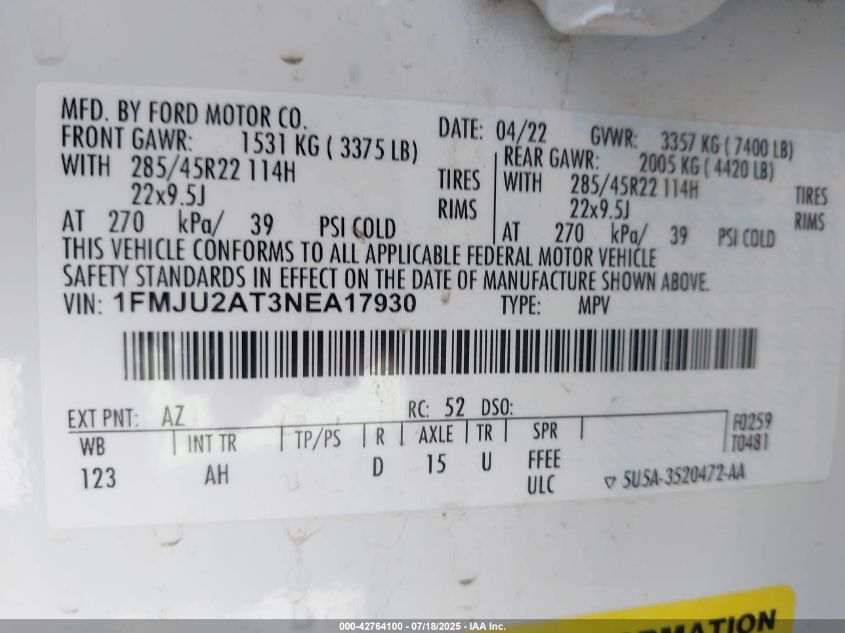 MFD. BY FORD MOTOR CO.
DATE: 04/22 GVWR: 3357 KG ( 7400 LB)
FRONT GAWR: 1531 KG ( 3375 LB)
REAR GAWR: 2005 KG ( 4420 LB)
WITH 285/45R22 114H TIRES
WITH 285/45R22 114H TIRES
22x9.5J RIMS
22x9.5J RIMS
AT 270 kPa/ 39 PSI COLD
AT 270 kPa/ 39 PSI COLD
THIS VEHICLE CONFORMS TO ALL APPLICABLE FEDERAL MOTOR VEHICLE
SAFETY STANDARDS IN EFFECT ON THE DATE OF MANUFACTURE SHOWN ABOVE.
VIN: 1FMJU2AT3NEA17930 TYPE: MPV
EXT PNT: AZ RC: 52 DSO:
WB INT TR TP/PS R AXLE TR SPR
F0259
T0481
123 AH D 15 U FFEE
ULC
5U5A-3520472-AA
ORMATION
000-42764100 - 07/18/2025 - IAA Inc.